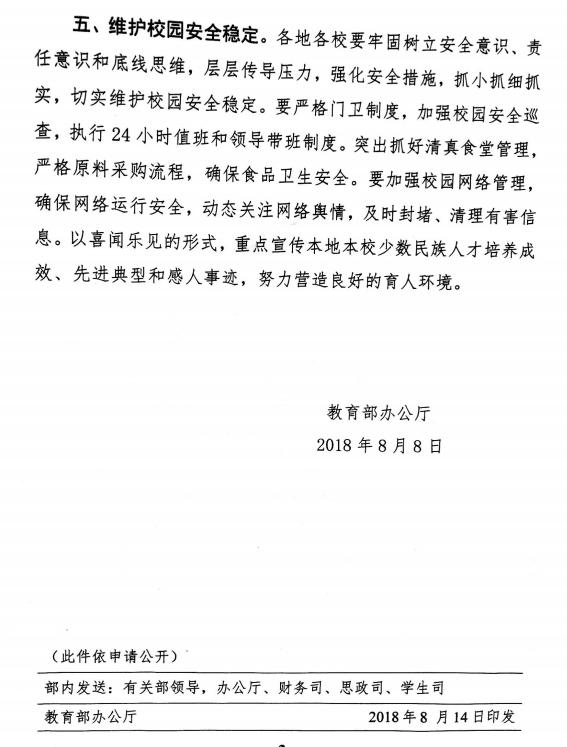 五、维护校园安全稳定。各地各校要牢固树立安全意识、责
任意识和底线思维，层层传导压力，强化安全措施，抓小抓细抓
实，切实维护校园安全稳定。要严格门卫制度，加强校园安全巡
查，执行 24 小时值班和领导带班制度。突出抓好清真食堂管理，
严格原料采购流程，确保食品卫生安全。要加强校园网络管理，
确保网络运行安全，动态关注网络舆情，及时封堵、清理有害信
息。以喜闻乐见的形式，重点宣传本地本校少数民族人才培养成
效、先进典型和感人事迹，努力营造良好的育人环境。
教育部办公厅
2018 年 8 月 8 日
（此件依申请公开）
部内发送：有关部领导，办公厅、财务司、思政司、学生司
教育部办公厅 2018 年 8 月 14 日印发